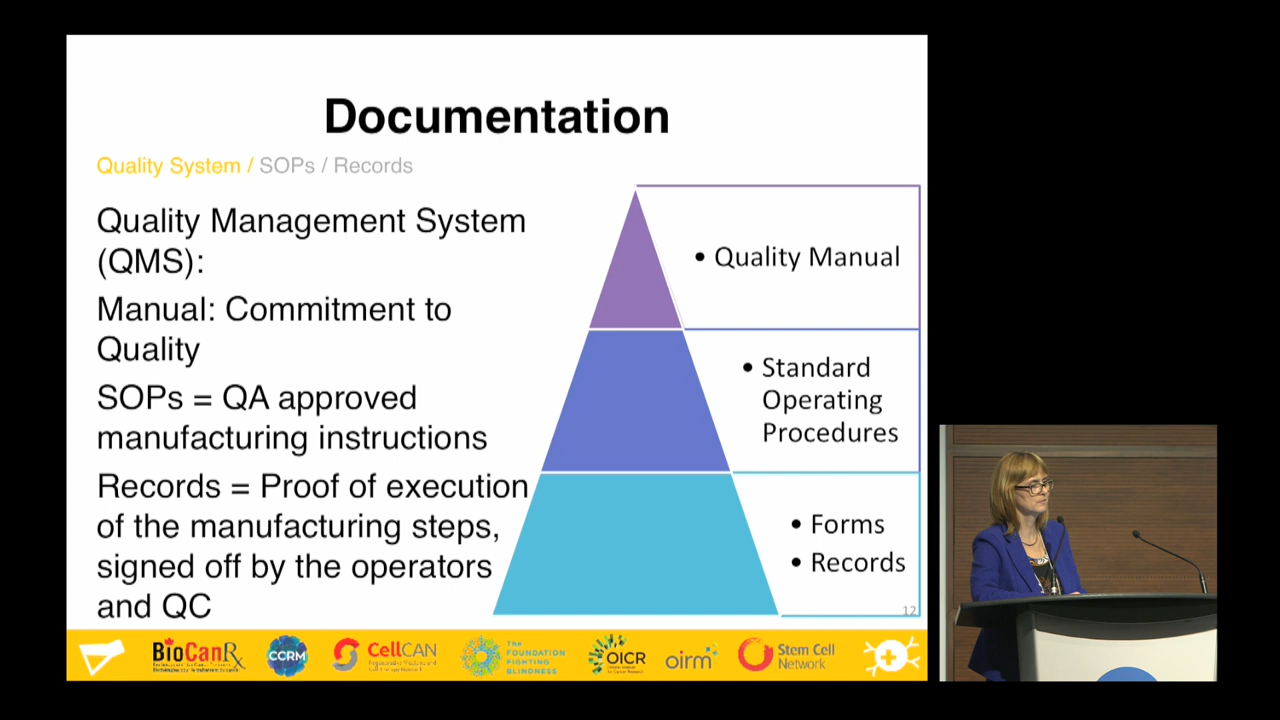 Documentation
Quality System / SOPs / Records
Quality Management System
(QMS):
Manual: Commitment to
Quality
SOPs = QA approved
manufacturing instructions
Records = Proof of execution
of the manufacturing steps,
signed off by the operators
and QC
• Quality Manual
• Standard
Operating
Procedures
• Forms
• Records
12
BioCanRx
CCRM
CellCAN
THE
FOUNDATION
FIGHTING
BLINDNESS
OICR
oirm
Stem Cell
Network